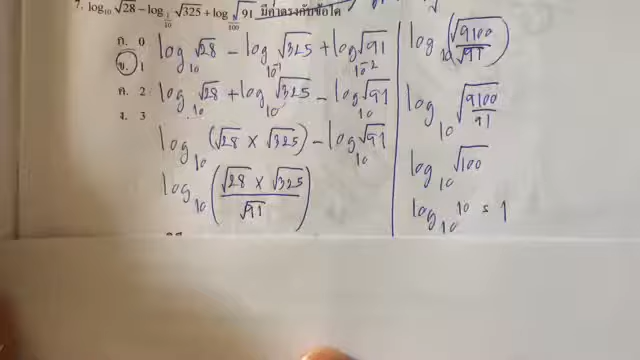 7. log₁₀ √28 − log_{1/10} √325 + log_{1/100} √91 มีค่าตรงกับข้อใด
ก. 0
ข. 1
ค. 2
ง. 3
log₁₀ √28 − log_{10⁻¹} √325 + log_{10⁻²} √91
log₁₀ √28 + log₁₀ √325 − log₁₀ √91
log₁₀ (√28 × √325) − log₁₀ √91
log₁₀ ((√28 × √325)/√91)
log₁₀ (√9100/√91)
log₁₀ √(9100/91)
log₁₀ √100
log₁₀ 10 = 1